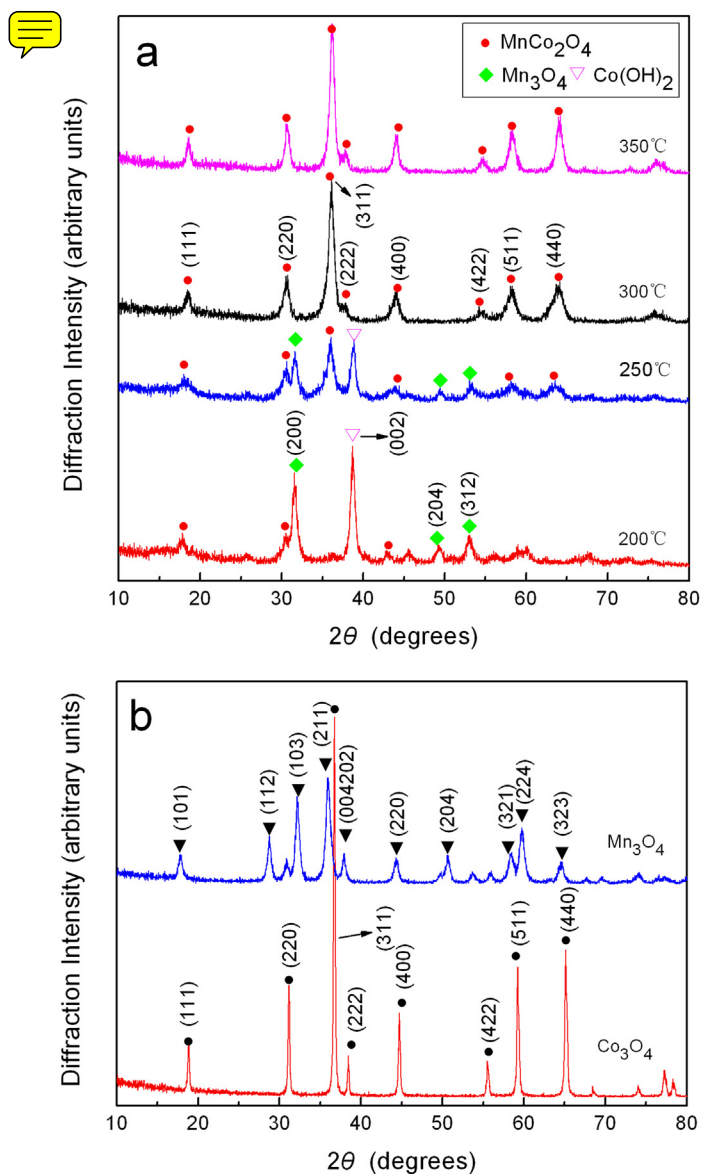 a
MnCo2O4
Mn3O4 Co(OH)2
350℃
(111)
(220)
(311)
(222)
(400)
(422)
(511)
(440)
300℃
250℃
(200)
(002)
(204)
(312)
200℃
Diffraction Intensity (arbitrary units)
10 20 30 40 50 60 70 80
2θ (degrees)
b
(101)
(112)
(103)
(211)
(004202)
(220)
(204)
(321)
(224)
(323)
Mn3O4
(111)
(220)
(311)
(222)
(400)
(422)
(511)
(440)
Co3O4
Diffraction Intensity (arbitrary units)
10 20 30 40 50 60 70 80
2θ (degrees)